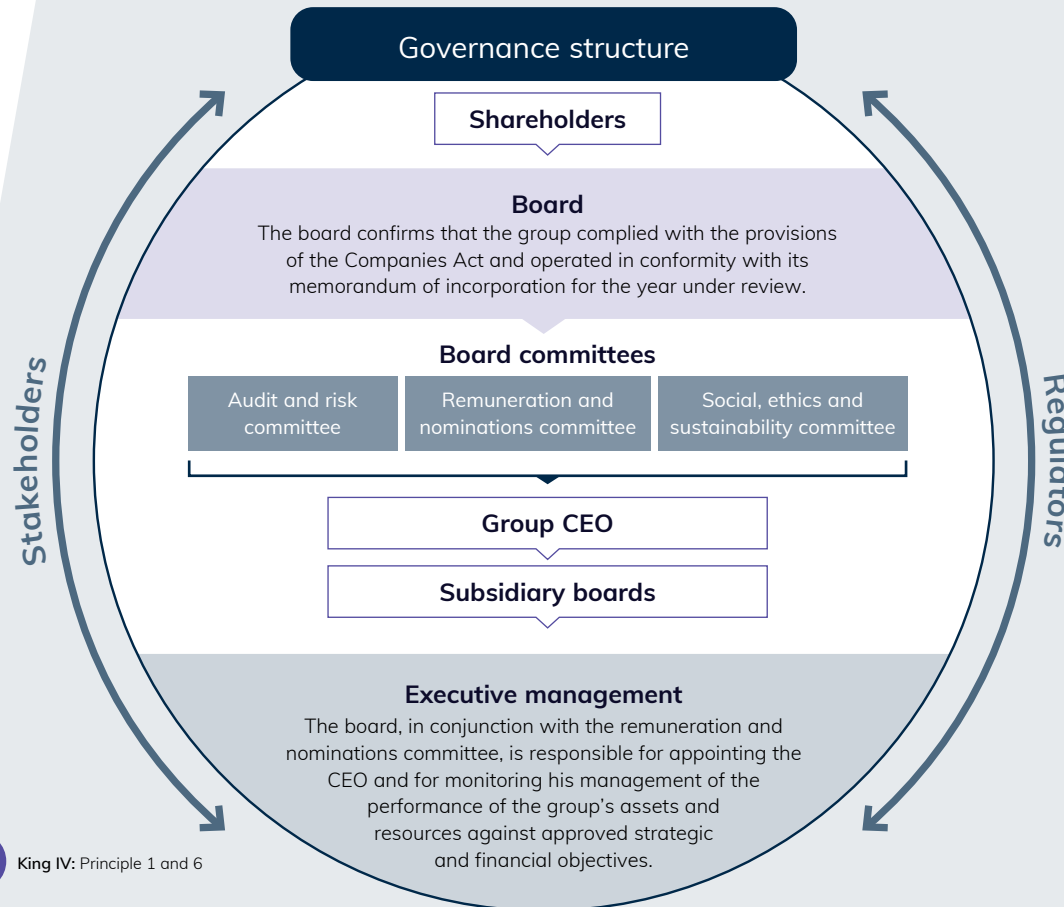 Governance structure
Shareholders
Board
The board confirms that the group complied with the provisions
of the Companies Act and operated in conformity with its
memorandum of incorporation for the year under review.
Board committees
Audit and risk
committee
Remuneration and
nominations committee
Social, ethics and
sustainability committee
Group CEO
Subsidiary boards
Executive management
The board, in conjunction with the remuneration and
nominations committee, is responsible for appointing the
CEO and for monitoring his management of the
performance of the group’s assets and
resources against approved strategic
and financial objectives.
Stakeholders
Regulators
King IV: Principle 1 and 6